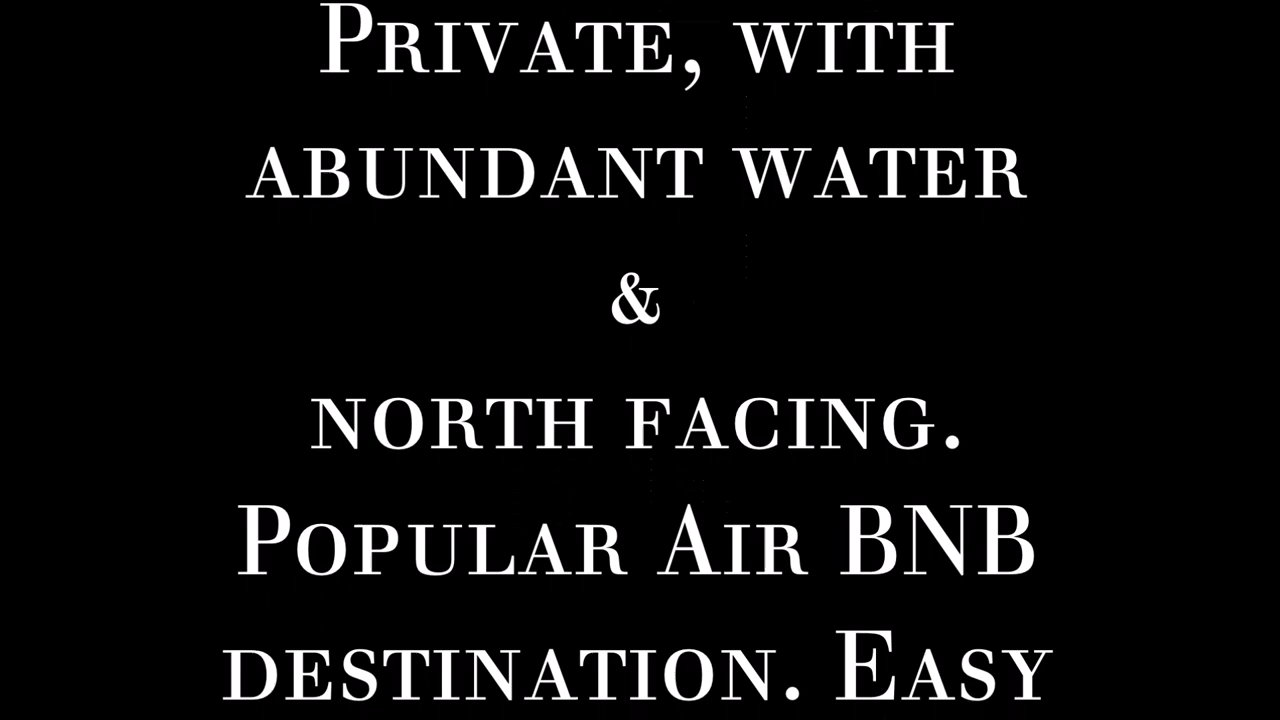 Private, with
abundant water
&
north facing.
Popular Air BNB
destination. Easy